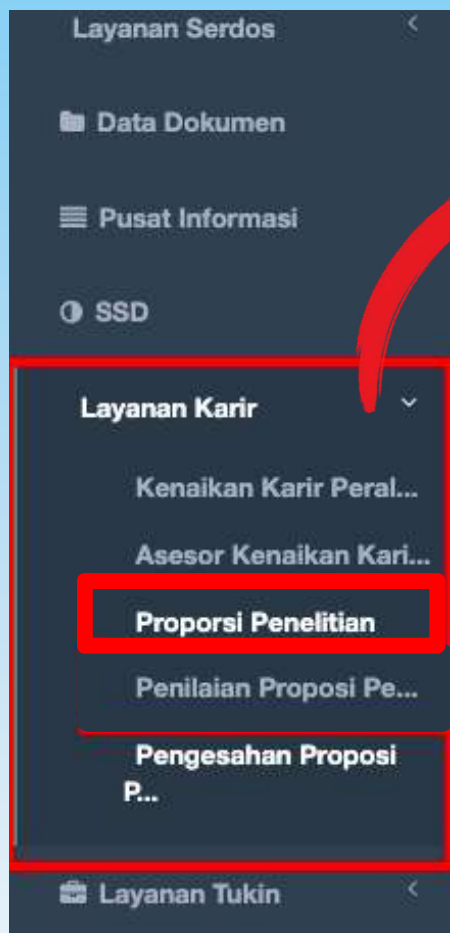 Layanan Serdos
Data Dokumen
Pusat Informasi
SSD
Layanan Karir
Kenaikan Karir Peral...
Asesor Kenaikan Kari...
Proporsi Penelitian
Penilaian Proposi Pe...
Pengesahan Proposi
P...
Layanan Tukin